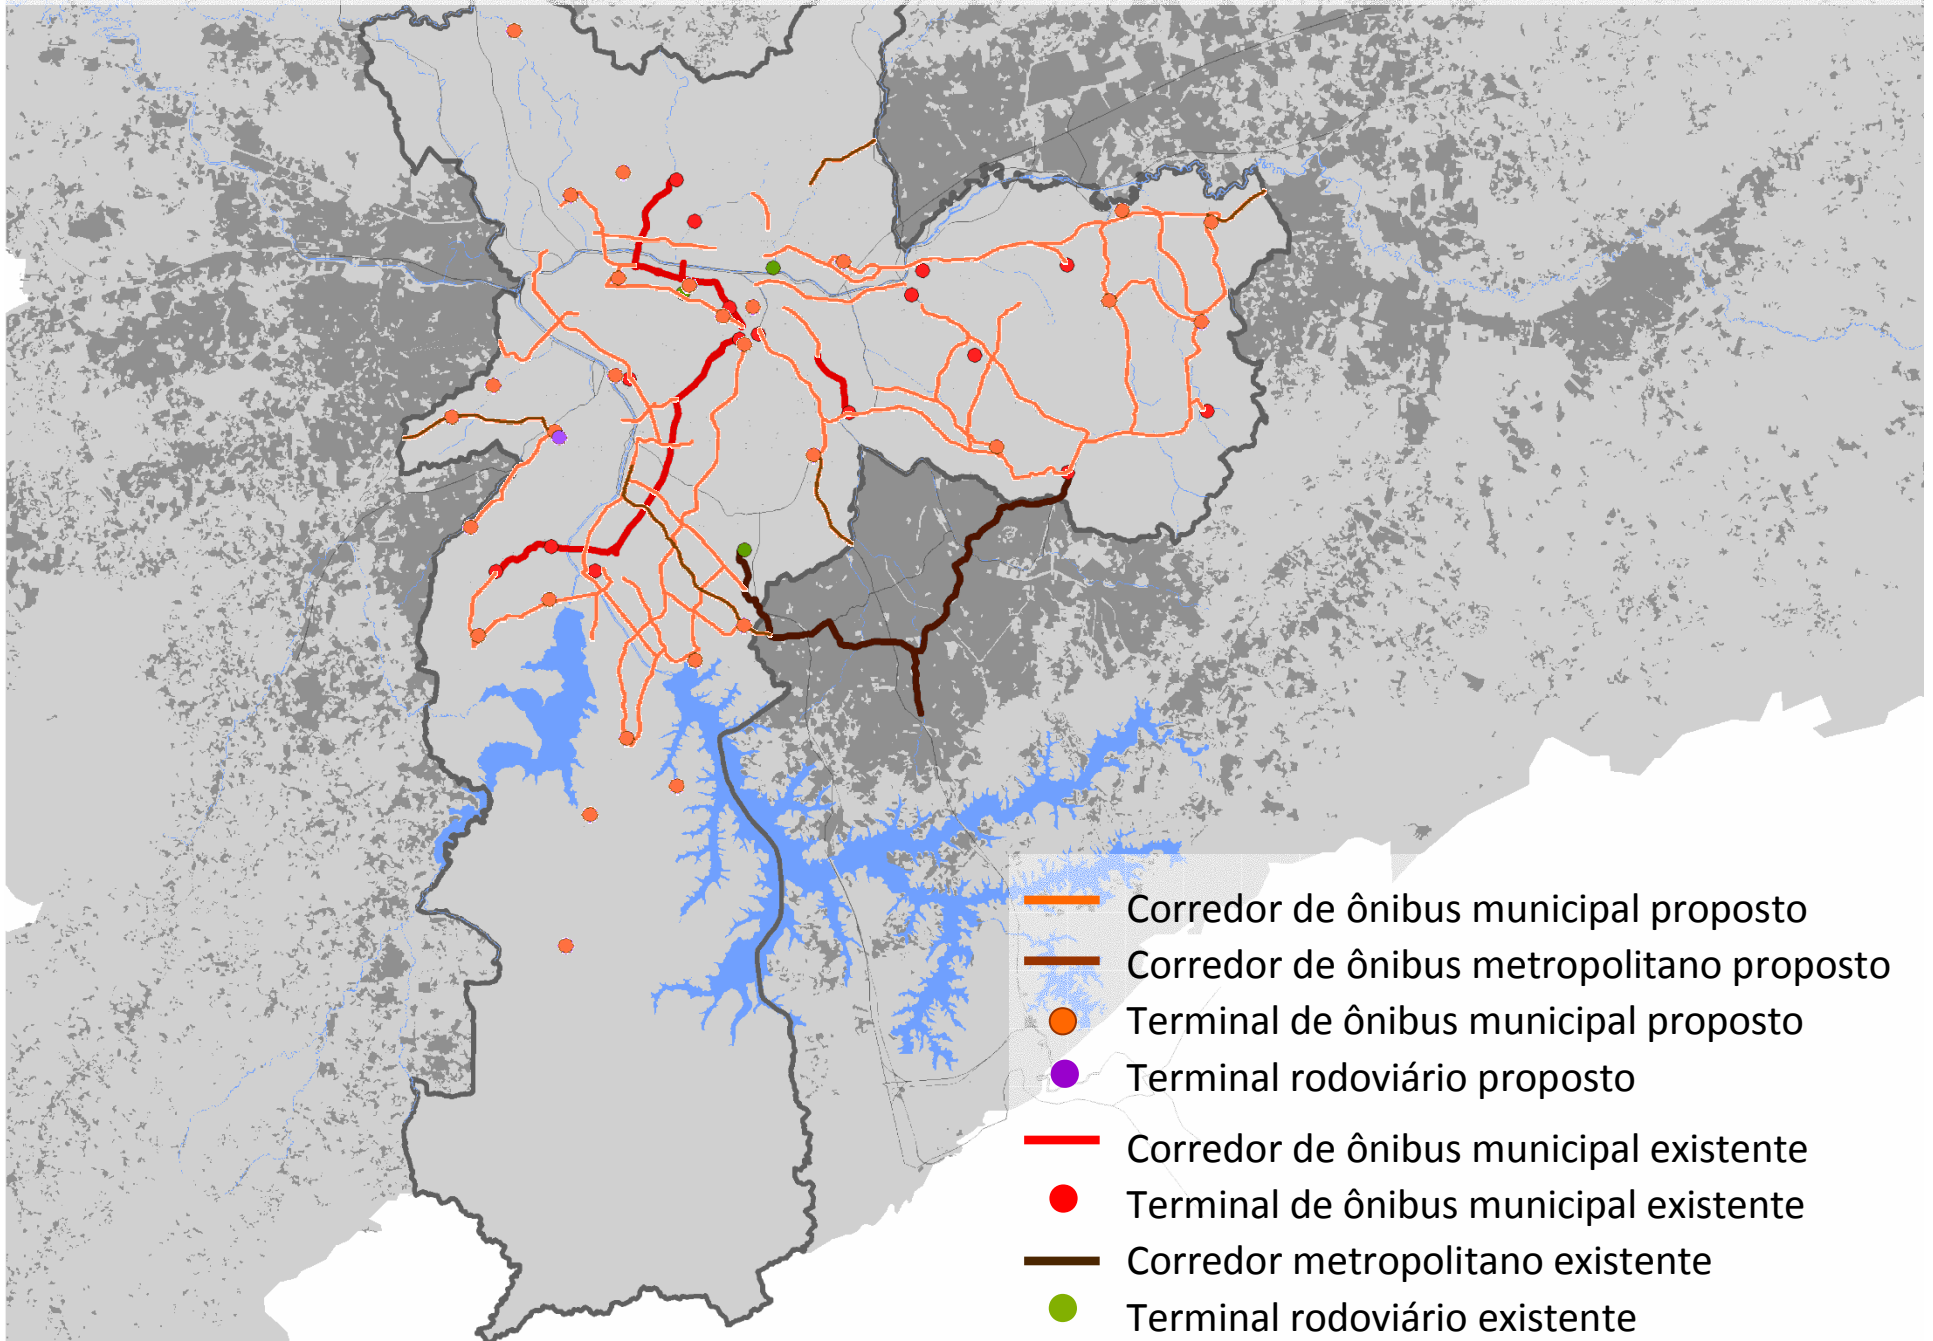 Corredor de ônibus municipal proposto
Corredor de ônibus metropolitano proposto
Terminal de ônibus municipal proposto
Terminal rodoviário proposto
Corredor de ônibus municipal existente
Terminal de ônibus municipal existente
Corredor metropolitano existente
Terminal rodoviário existente